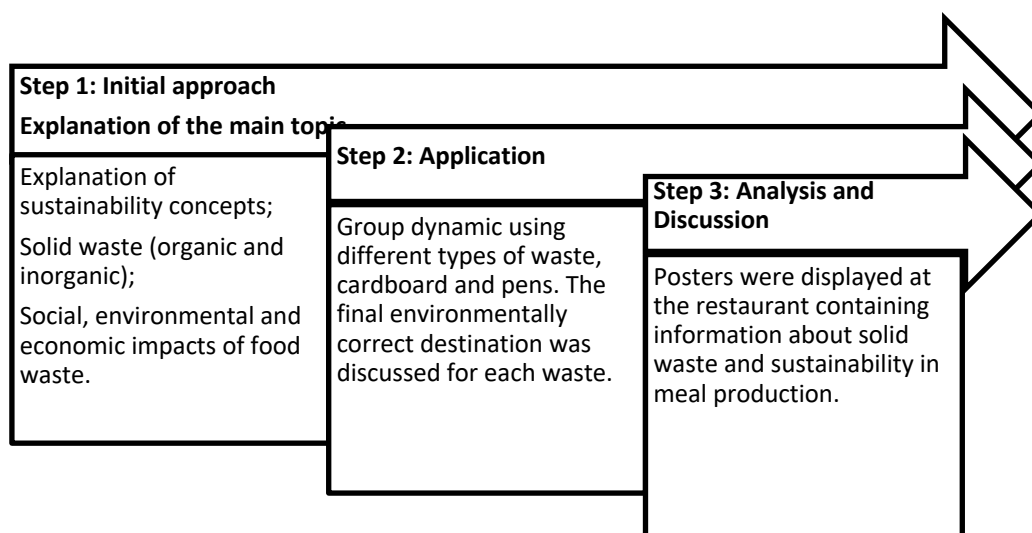 Step 1: Initial approach
Explanation of the main topic
Explanation of
sustainability concepts;
Solid waste (organic and
inorganic);
Social, environmental and
economic impacts of food
waste.
Step 2: Application
Group dynamic using
different types of waste,
cardboard and pens. The
final environmentally
correct destination was
discussed for each waste.
Step 3: Analysis and
Discussion
Posters were displayed at
the restaurant containing
information about solid
waste and sustainability in
meal production.